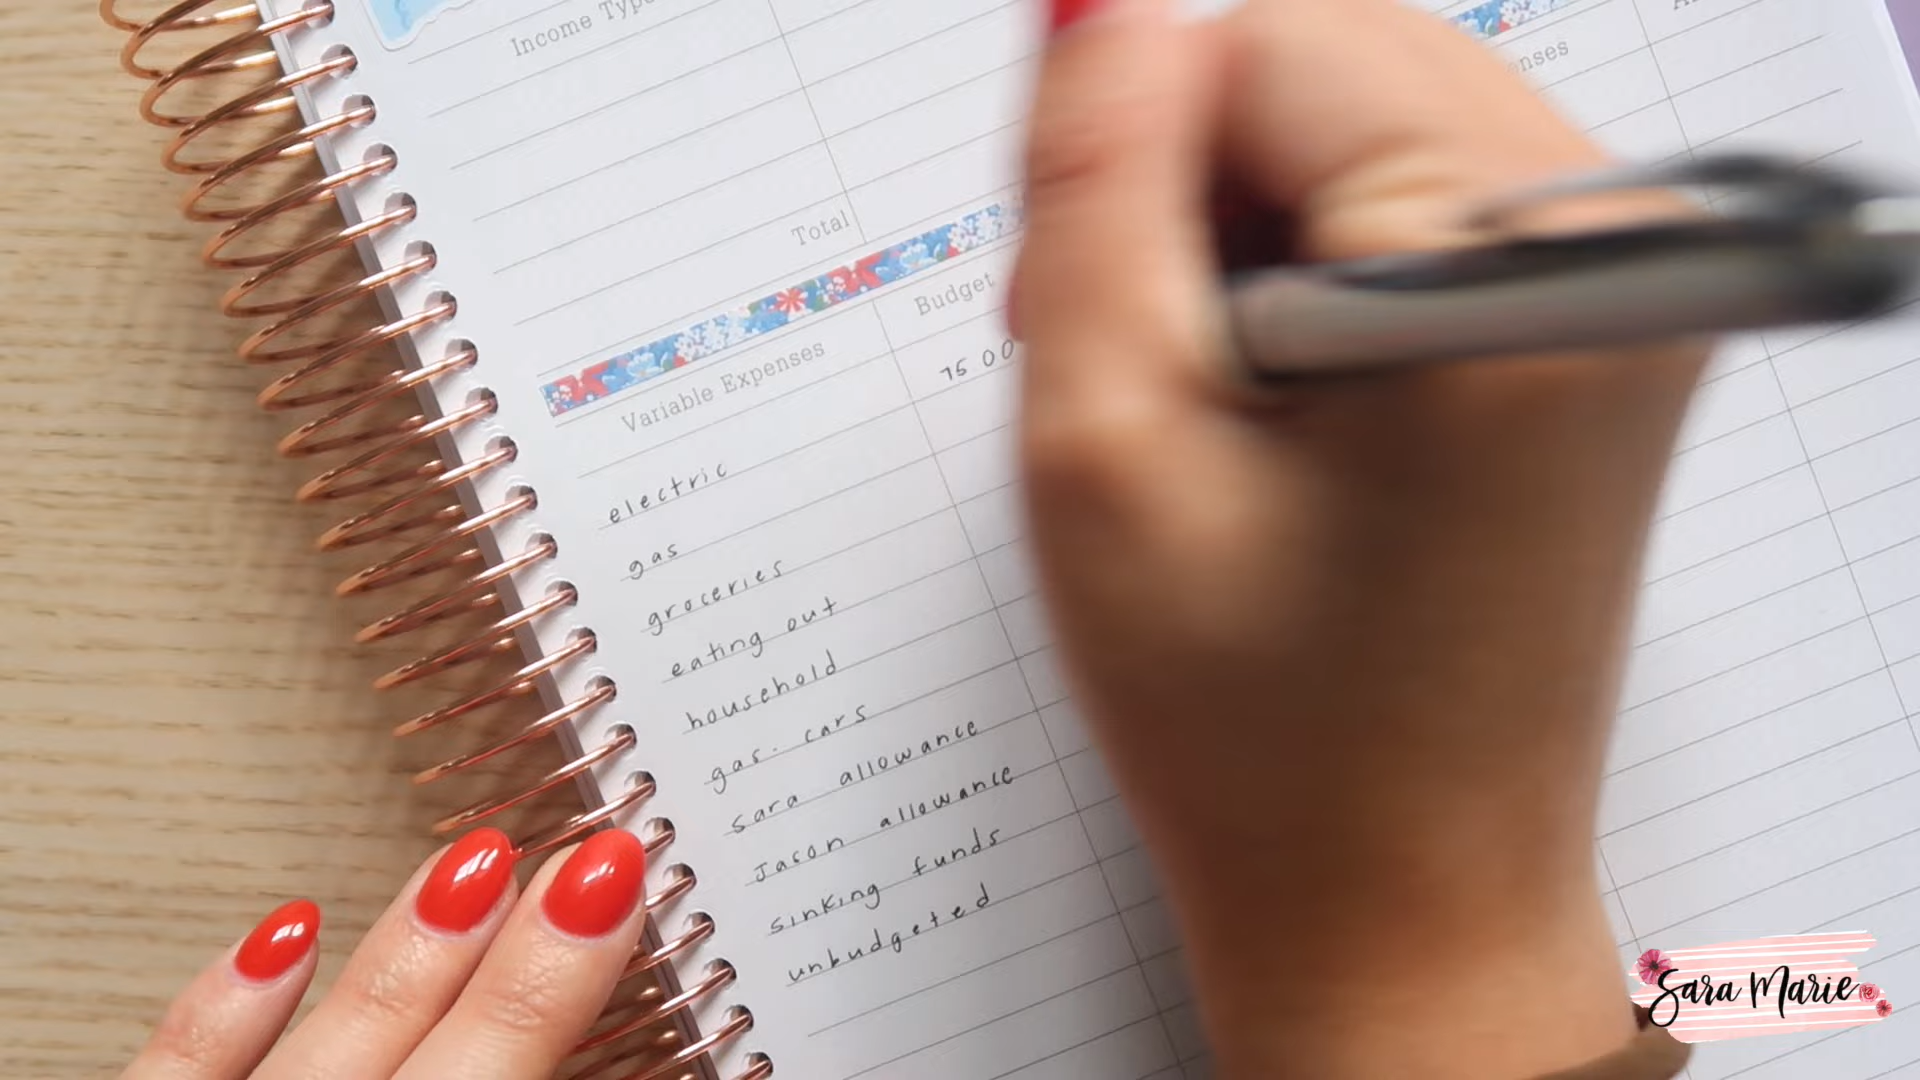 Income Type
Total
Variable Expenses
Budget
75 00
electric
gas
groceries
eating out
household
gas. cars
sara allowance
Jason allowance
sinking funds
unbudgeted
Sara Marie